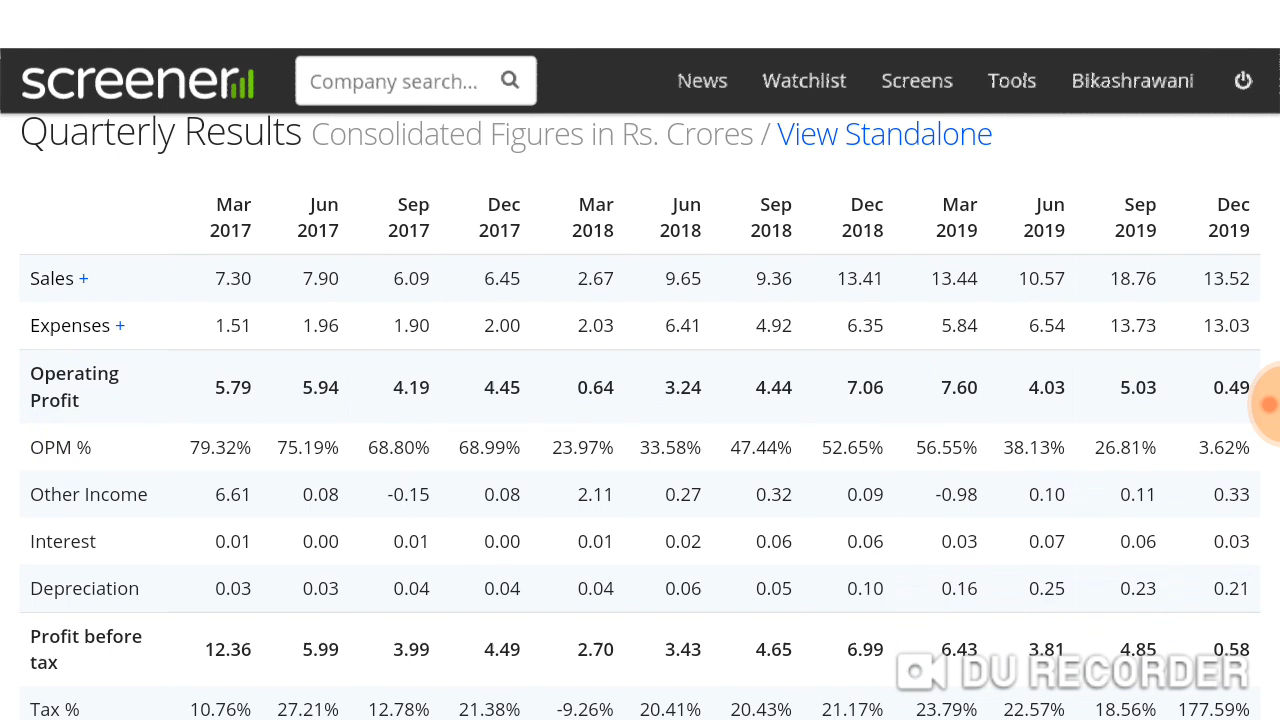 screener Company search... News Watchlist Screens Tools Bikashrawani
Quarterly Results Consolidated Figures in Rs. Crores / View Standalone
Mar 2017 Jun 2017 Sep 2017 Dec 2017 Mar 2018 Jun 2018 Sep 2018 Dec 2018 Mar 2019 Jun 2019 Sep 2019 Dec 2019
Sales + 7.30 7.90 6.09 6.45 2.67 9.65 9.36 13.41 13.44 10.57 18.76 13.52
Expenses + 1.51 1.96 1.90 2.00 2.03 6.41 4.92 6.35 5.84 6.54 13.73 13.03
Operating Profit 5.79 5.94 4.19 4.45 0.64 3.24 4.44 7.06 7.60 4.03 5.03 0.49
OPM % 79.32% 75.19% 68.80% 68.99% 23.97% 33.58% 47.44% 52.65% 56.55% 38.13% 26.81% 3.62%
Other Income 6.61 0.08 -0.15 0.08 2.11 0.27 0.32 0.09 -0.98 0.10 0.11 0.33
Interest 0.01 0.00 0.01 0.00 0.01 0.02 0.06 0.06 0.03 0.07 0.06 0.03
Depreciation 0.03 0.03 0.04 0.04 0.04 0.06 0.05 0.10 0.16 0.25 0.23 0.21
Profit before tax 12.36 5.99 3.99 4.49 2.70 3.43 4.65 6.99 6.43 3.81 4.85 0.58
DU RECORDER
Tax % 10.76% 27.21% 12.78% 21.38% -9.26% 20.41% 20.43% 21.17% 23.79% 22.57% 18.56% 177.59%